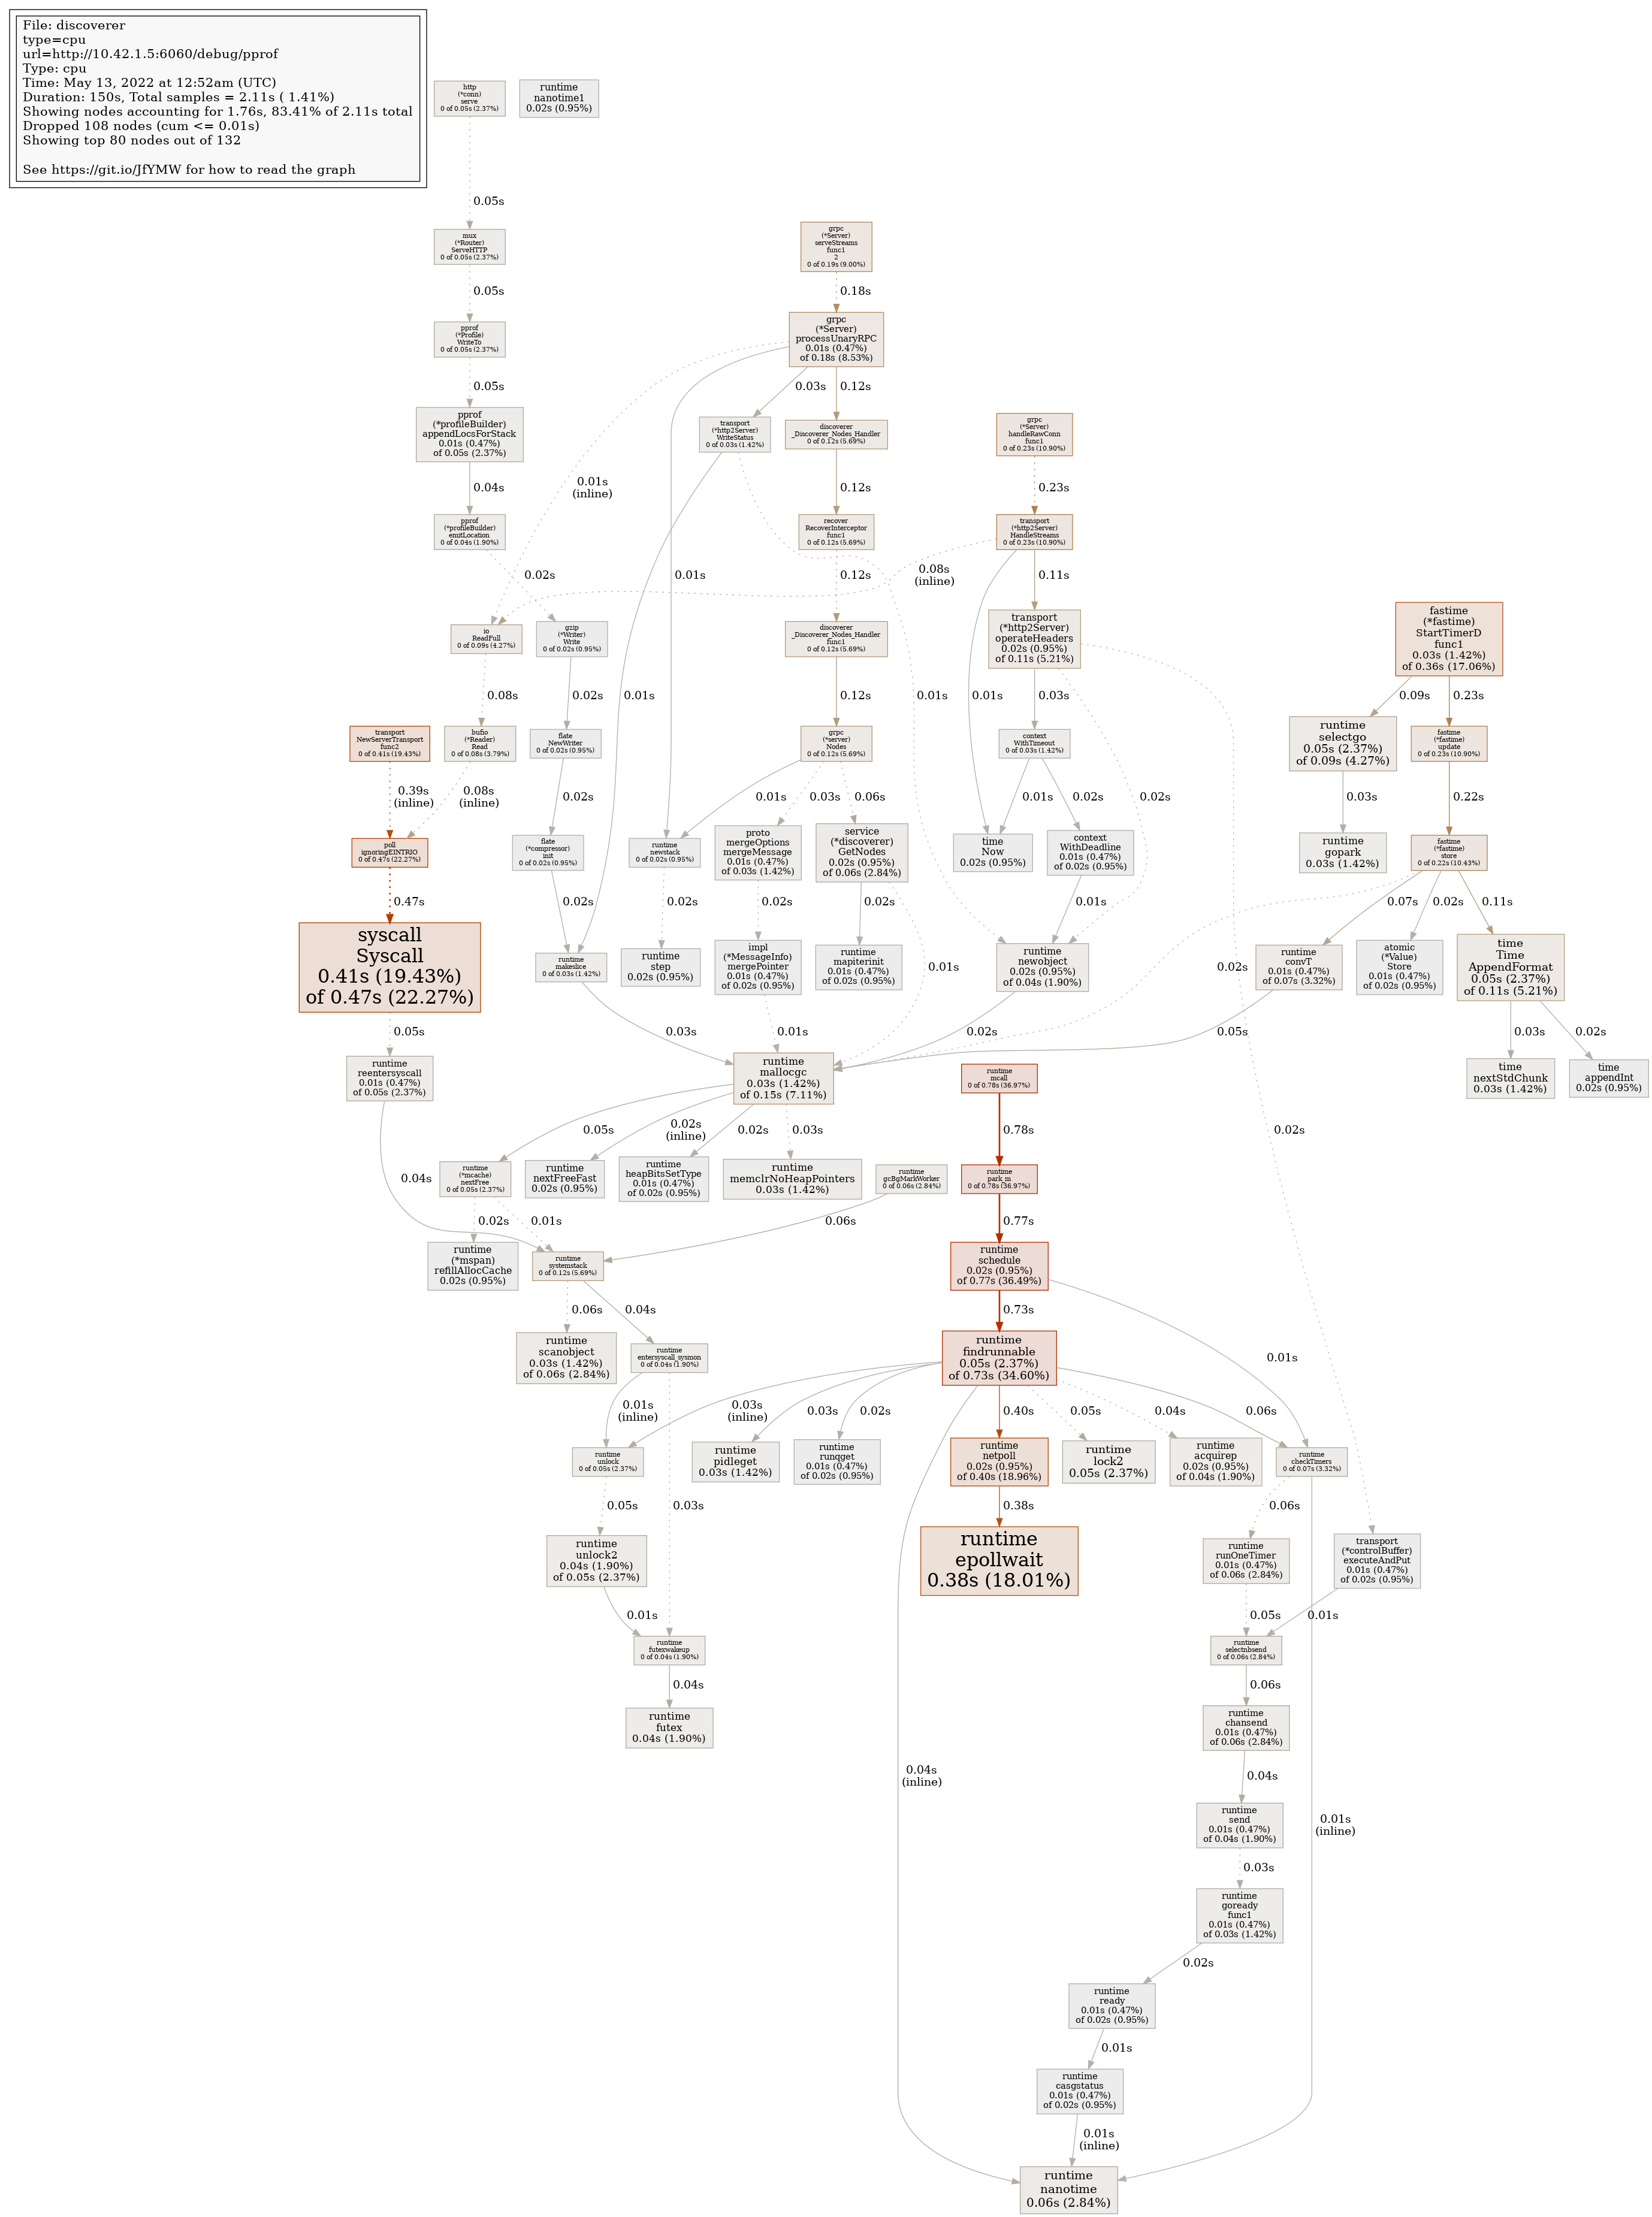 File: discoverer
type=cpu
url=http://10.42.1.5:6060/debug/pprof
Type: cpu
Time: May 13, 2022 at 12:52am (UTC)
Duration: 150s, Total samples = 2.11s ( 1.41%)
Showing nodes accounting for 1.76s, 83.41% of 2.11s total
Dropped 108 nodes (cum <= 0.01s)
Showing top 80 nodes out of 132
See https://git.io/JfYMW for how to read the graph
http
(*conn)
serve
0 of 0.05s (2.37%)
runtime
nanotime1
0.02s (0.95%)
0.05s
mux
(*Router)
ServeHTTP
0 of 0.05s (2.37%)
grpc
(*Server)
serveStreams
func1
2
0 of 0.19s (9.00%)
0.05s
0.18s
pprof
(*Profile)
WriteTo
0 of 0.05s (2.37%)
grpc
(*Server)
processUnaryRPC
0.01s (0.47%)
of 0.18s (8.53%)
0.05s
0.03s
0.12s
pprof
(*profileBuilder)
appendLocsForStack
0.01s (0.47%)
of 0.05s (2.37%)
transport
(*http2Server)
WriteStatus
0 of 0.03s (1.42%)
discoverer
_Discoverer_Nodes_Handler
0 of 0.12s (5.69%)
grpc
(*Server)
handleRawConn
func1
0 of 0.23s (10.90%)
0.04s
0.01s
(inline)
0.12s
0.23s
pprof
(*profileBuilder)
emitLocation
0 of 0.04s (1.90%)
recover
RecoverInterceptor
func1
0 of 0.12s (5.69%)
transport
(*http2Server)
HandleStreams
0 of 0.23s (10.90%)
0.02s
0.01s
0.12s
0.08s
(inline)
0.11s
io
ReadFull
0 of 0.09s (4.27%)
gzip
(*Writer)
Write
0 of 0.02s (0.95%)
discoverer
_Discoverer_Nodes_Handler
func1
0 of 0.12s (5.69%)
transport
(*http2Server)
operateHeaders
0.02s (0.95%)
of 0.11s (5.21%)
fastime
(*fastime)
StartTimerD
func1
0.03s (1.42%)
of 0.36s (17.06%)
0.08s
0.02s
0.01s
0.12s
0.01s
0.01s
0.03s
0.09s
0.23s
transport
NewServerTransport
func2
0 of 0.41s (19.43%)
bufio
(*Reader)
Read
0 of 0.08s (3.79%)
flate
NewWriter
0 of 0.02s (0.95%)
grpc
(*server)
Nodes
0 of 0.12s (5.69%)
context
WithTimeout
0 of 0.03s (1.42%)
runtime
selectgo
0.05s (2.37%)
of 0.09s (4.27%)
fastime
(*fastime)
update
0 of 0.23s (10.90%)
0.39s
(inline)
0.08s
(inline)
0.02s
0.01s
0.03s
0.06s
0.01s
0.02s
0.02s
0.03s
0.22s
poll
ignoringEINTRIO
0 of 0.47s (22.27%)
flate
(*compressor)
init
0 of 0.02s (0.95%)
runtime
newstack
0 of 0.02s (0.95%)
proto
mergeOptions
mergeMessage
0.01s (0.47%)
of 0.03s (1.42%)
service
(*discoverer)
GetNodes
0.02s (0.95%)
of 0.06s (2.84%)
time
Now
0.02s (0.95%)
context
WithDeadline
0.01s (0.47%)
of 0.02s (0.95%)
runtime
gopark
0.03s (1.42%)
fastime
(*fastime)
store
0 of 0.22s (10.43%)
0.47s
0.02s
0.02s
0.02s
0.02s
0.01s
0.07s
0.02s
0.11s
syscall
Syscall
0.41s (19.43%)
of 0.47s (22.27%)
runtime
makeslice
0 of 0.03s (1.42%)
runtime
step
0.02s (0.95%)
impl
(*MessageInfo)
mergePointer
0.01s (0.47%)
of 0.02s (0.95%)
runtime
mapiterinit
0.01s (0.47%)
of 0.02s (0.95%)
0.01s
runtime
newobject
0.02s (0.95%)
of 0.04s (1.90%)
0.02s
runtime
convT
0.01s (0.47%)
of 0.07s (3.32%)
atomic
(*Value)
Store
0.01s (0.47%)
of 0.02s (0.95%)
time
Time
AppendFormat
0.05s (2.37%)
of 0.11s (5.21%)
0.05s
0.03s
0.01s
0.02s
0.05s
0.03s
0.02s
runtime
reentersyscall
0.01s (0.47%)
of 0.05s (2.37%)
runtime
mallocgc
0.03s (1.42%)
of 0.15s (7.11%)
runtime
mcall
0 of 0.78s (36.97%)
time
nextStdChunk
0.03s (1.42%)
time
appendInt
0.02s (0.95%)
0.05s
0.02s
(inline)
0.02s
0.03s
0.78s
0.02s
0.04s
runtime
(*mcache)
nextFree
0 of 0.05s (2.37%)
runtime
nextFreeFast
0.02s (0.95%)
runtime
heapBitsSetType
0.01s (0.47%)
of 0.02s (0.95%)
runtime
memclrNoHeapPointers
0.03s (1.42%)
runtime
gcBgMarkWorker
0 of 0.06s (2.84%)
runtime
park_m
0 of 0.78s (36.97%)
0.02s
0.01s
0.06s
0.77s
runtime
(*mspan)
refillAllocCache
0.02s (0.95%)
runtime
systemstack
0 of 0.12s (5.69%)
runtime
schedule
0.02s (0.95%)
of 0.77s (36.49%)
0.06s
0.04s
0.73s
runtime
scanobject
0.03s (1.42%)
of 0.06s (2.84%)
runtime
entersyscall_sysmon
0 of 0.04s (1.90%)
runtime
findrunnable
0.05s (2.37%)
of 0.73s (34.60%)
0.01s
0.01s
(inline)
0.03s
(inline)
0.03s
0.02s
0.40s
0.05s
0.04s
0.06s
runtime
unlock
0 of 0.05s (2.37%)
runtime
pidleget
0.03s (1.42%)
runtime
runqget
0.01s (0.47%)
of 0.02s (0.95%)
runtime
netpoll
0.02s (0.95%)
of 0.40s (18.96%)
runtime
lock2
0.05s (2.37%)
runtime
acquirep
0.02s (0.95%)
of 0.04s (1.90%)
runtime
checkTimers
0 of 0.07s (3.32%)
0.05s
0.03s
0.38s
0.06s
runtime
unlock2
0.04s (1.90%)
of 0.05s (2.37%)
runtime
epollwait
0.38s (18.01%)
runtime
runOneTimer
0.01s (0.47%)
of 0.06s (2.84%)
transport
(*controlBuffer)
executeAndPut
0.01s (0.47%)
of 0.02s (0.95%)
0.01s
0.05s
0.01s
runtime
futexwakeup
0 of 0.04s (1.90%)
runtime
selectnbsend
0 of 0.06s (2.84%)
0.04s
0.06s
runtime
futex
0.04s (1.90%)
runtime
chansend
0.01s (0.47%)
of 0.06s (2.84%)
0.04s
(inline)
0.04s
runtime
send
0.01s (0.47%)
of 0.04s (1.90%)
0.01s
(inline)
0.03s
runtime
goready
func1
0.01s (0.47%)
of 0.03s (1.42%)
0.02s
runtime
ready
0.01s (0.47%)
of 0.02s (0.95%)
0.01s
runtime
casgstatus
0.01s (0.47%)
of 0.02s (0.95%)
0.01s
(inline)
runtime
nanotime
0.06s (2.84%)